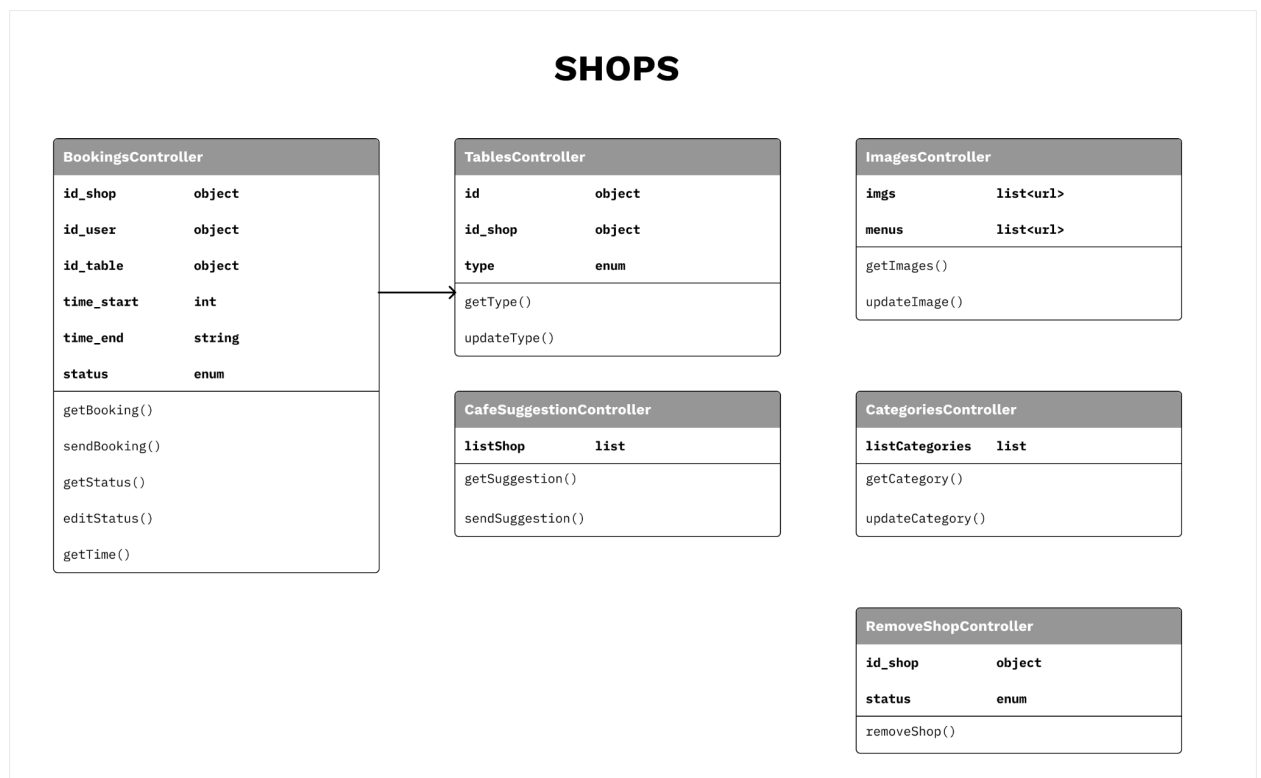 SHOPS
BookingsController
id_shop object
id_user object
id_table object
time_start int
time_end string
status enum
getBooking()
sendBooking()
getStatus()
editStatus()
getTime()
TablesController
id object
id_shop object
type enum
getType()
updateType()
CafeSuggestionController
listShop list
getSuggestion()
sendSuggestion()
ImagesController
imgs list<url>
menus list<url>
getImages()
updateImage()
CategoriesController
listCategories list
getCategory()
updateCategory()
RemoveShopController
id_shop object
status enum
removeShop()